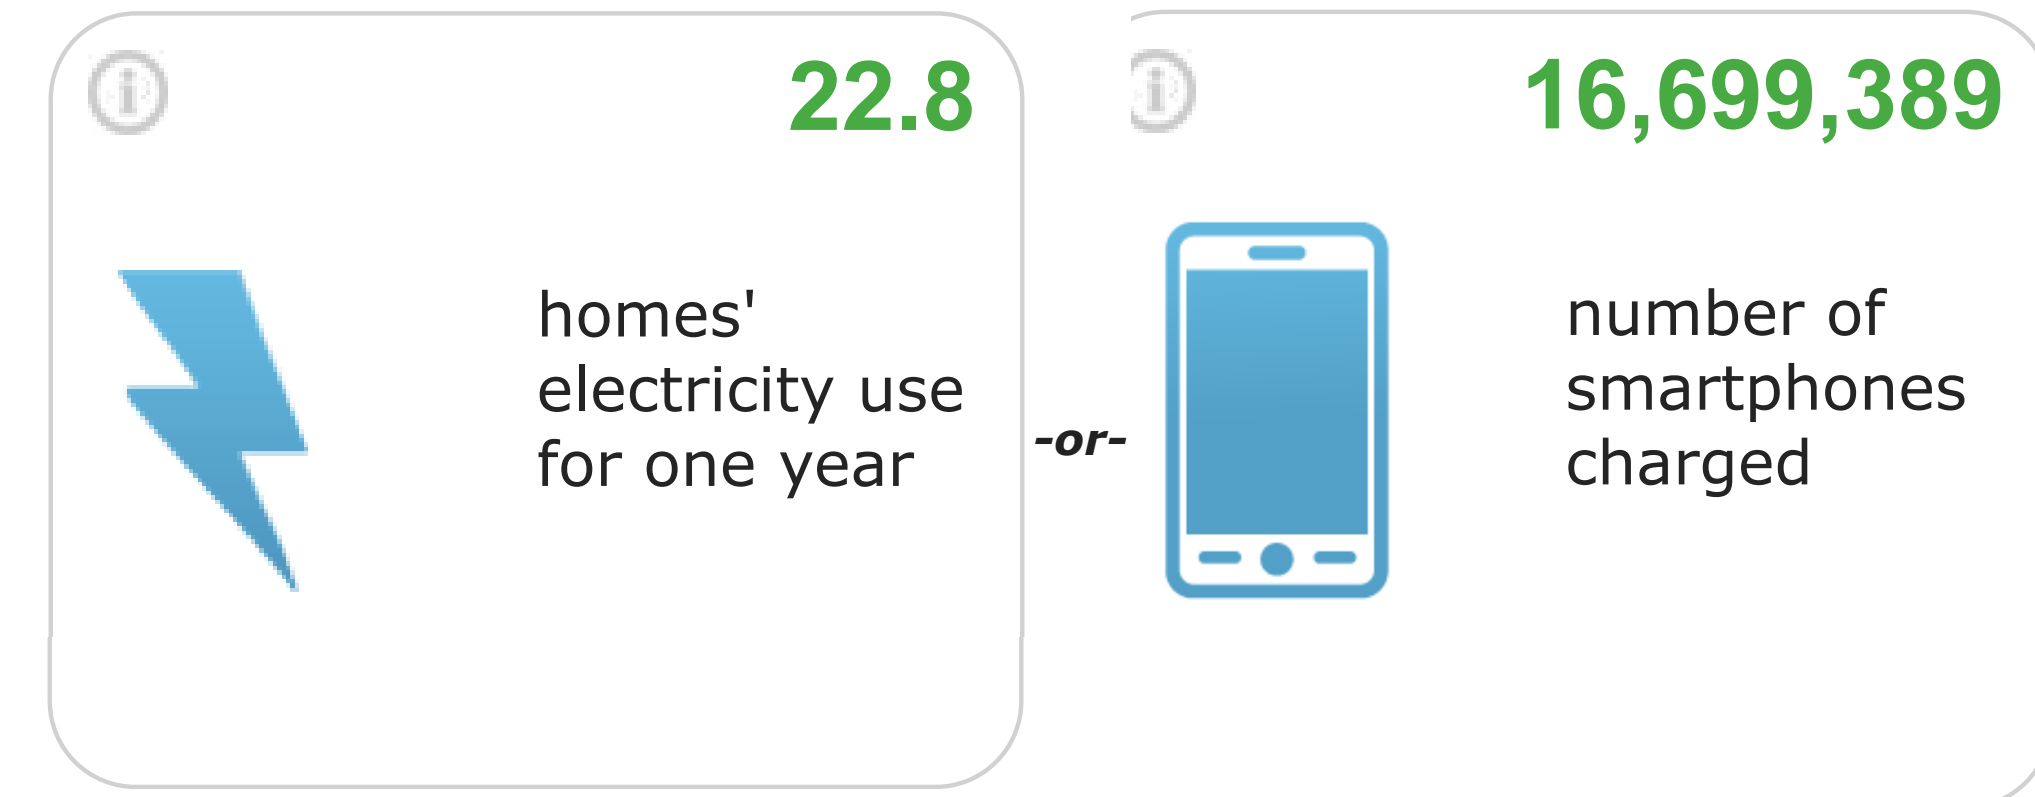 22.8
homes'
electricity use
for one year
-or-
16,699,389
number of
smartphones
charged